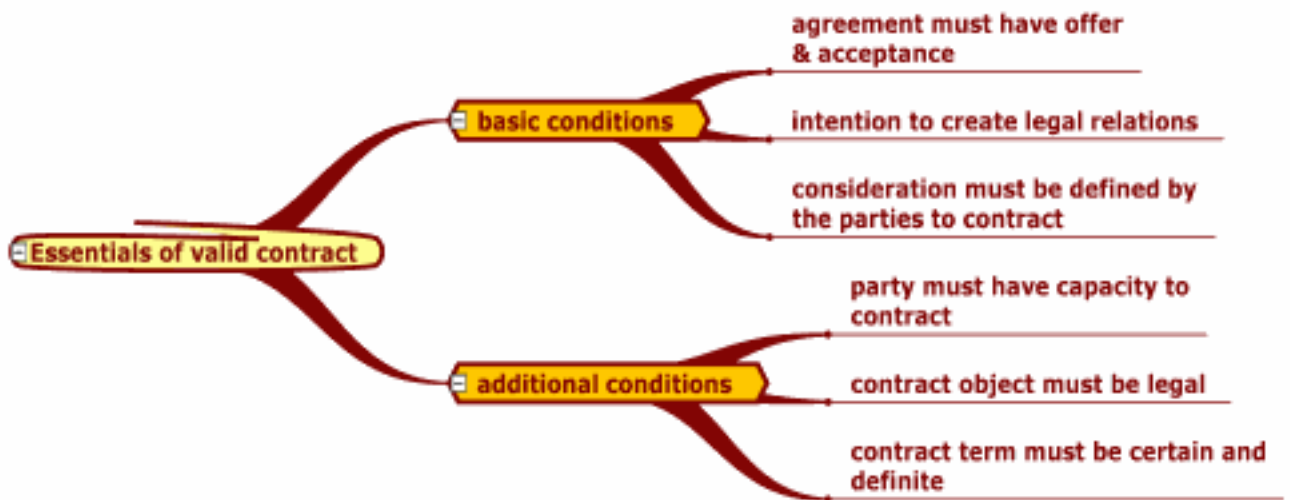 agreement must have offer
& acceptance
basic conditions
intention to create legal relations
consideration must be defined by
the parties to contract
Essentials of valid contract
party must have capacity to
contract
additional conditions
contract object must be legal
contract term must be certain and
definite